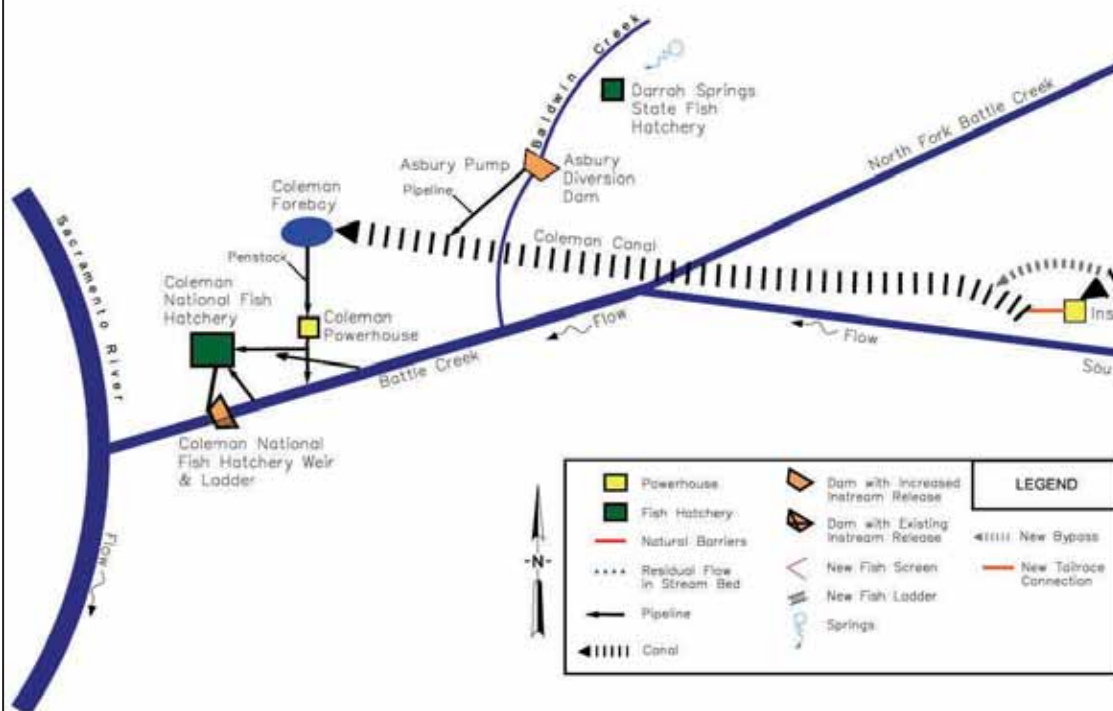 Baldwin Creek
Darrah Springs
State Fish
Hatchery
North Fork Battle Creek
Asbury Pump
Asbury
Diversion
Dam
Pipeline
Coleman
Forebay
Coleman Canal
Sacramento River
Penstock
Coleman
National Fish
Hatchery
Coleman
Powerhouse
Flow
Flow
Ins
Battle Creek
Sou
Coleman National
Fish Hatchery Weir
& Ladder
Flow
-N-
LEGEND
Powerhouse
Fish Hatchery
Natural Barriers
Residual Flow
in Stream Bed
Pipeline
Canal
Dam with Increased
Instream Release
Dam with Existing
Instream Release
New Fish Screen
New Fish Ladder
Springs
New Bypass
New Tailrace
Connection